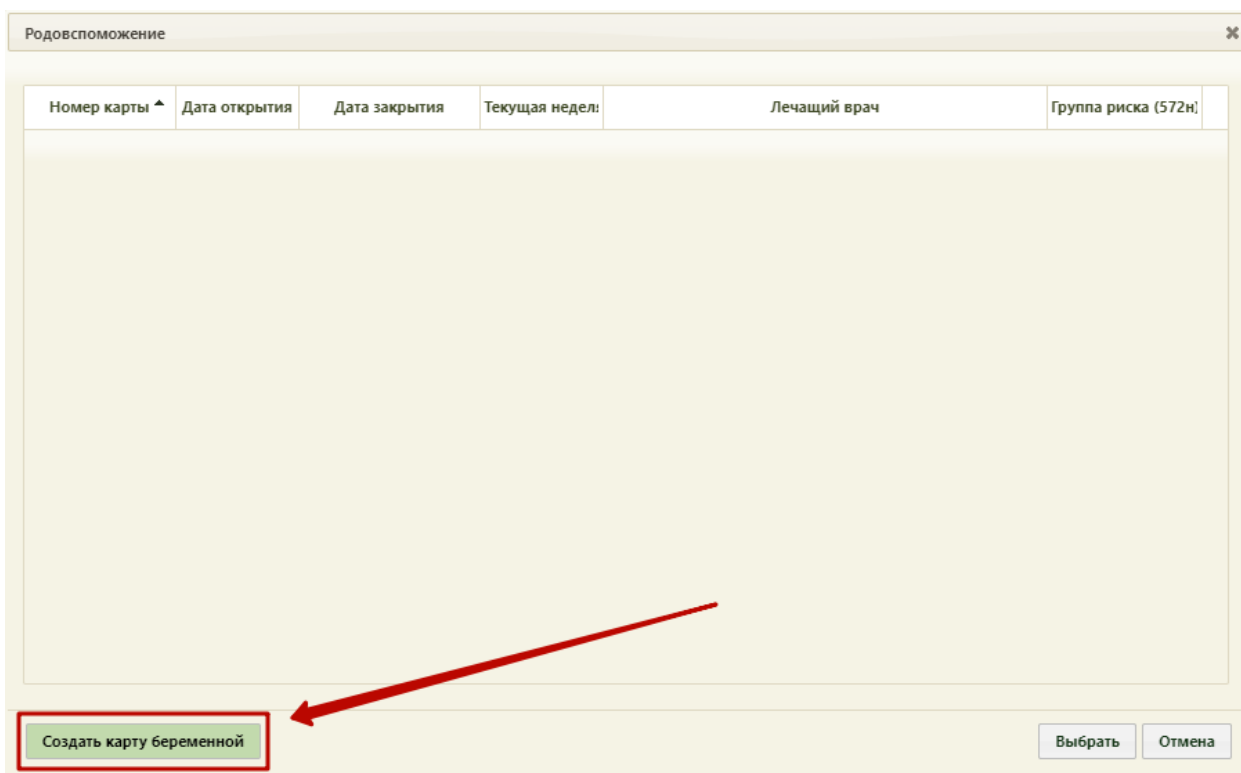 Родовспоможение
Номер карты Дата открытия Дата закрытия Текущая недел Лечащий врач Группа риска (572н)
Создать карту беременной Выбрать Отмена